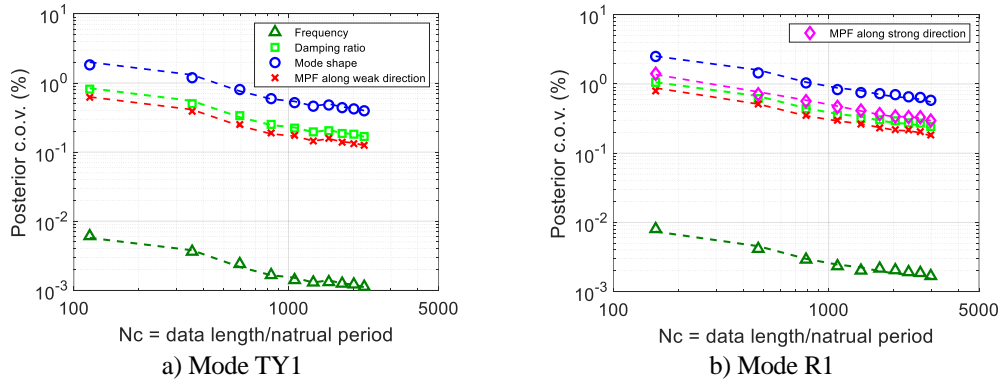 10^1
10^0
10^-1
10^-2
10^-3
Posterior c.o.v. (%)
Frequency
Damping ratio
Mode shape
MPF along weak direction
100
1000
5000
Nc = data length/natrual period
a) Mode TY1
10^1
10^0
10^-1
10^-2
10^-3
Posterior c.o.v. (%)
MPF along strong direction
100
1000
5000
Nc = data length/natrual period
b) Mode R1